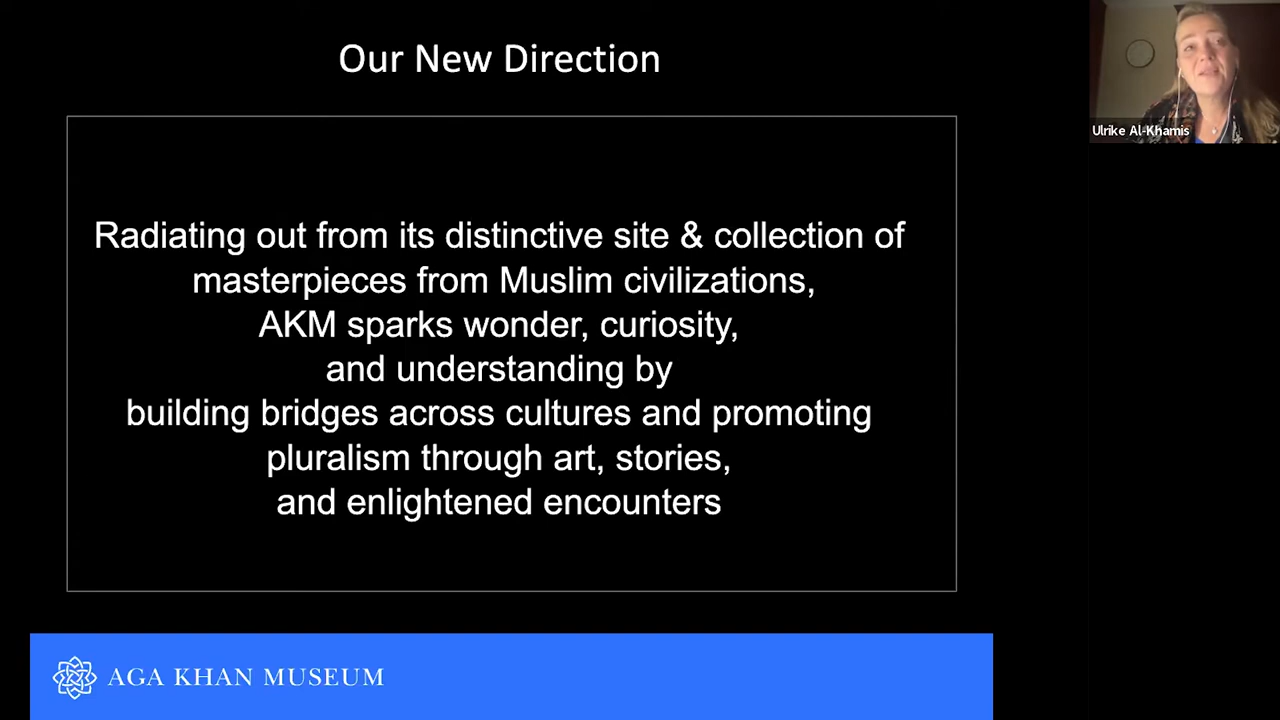 Our New Direction
Ulrike Al-Khamis
Radiating out from its distinctive site & collection of
masterpieces from Muslim civilizations,
AKM sparks wonder, curiosity,
and understanding by
building bridges across cultures and promoting
pluralism through art, stories,
and enlightened encounters
AGA KHAN MUSEUM